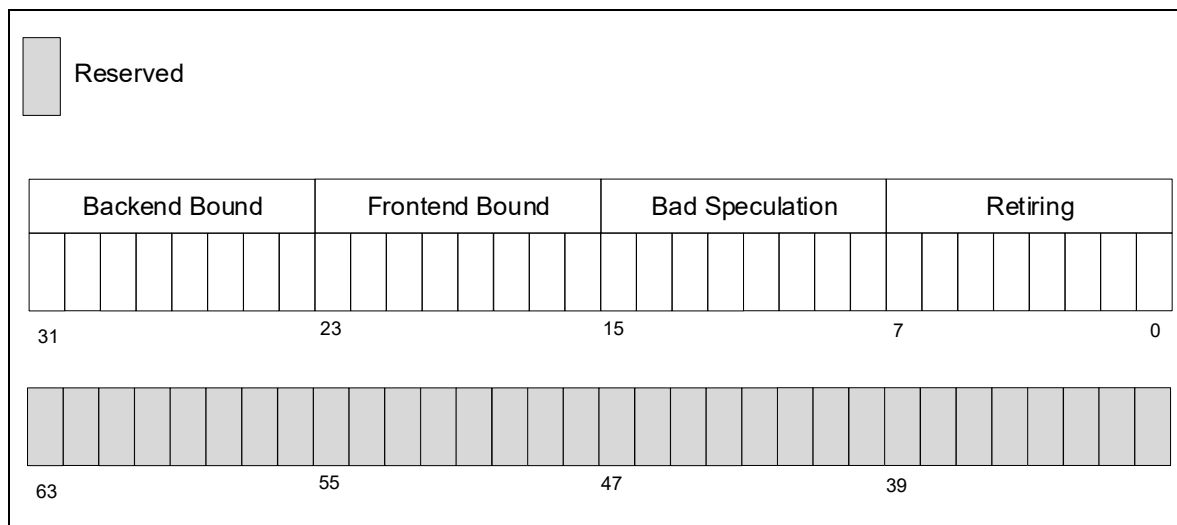 Reserved
Backend Bound Frontend Bound Bad Speculation Retiring
31 23 15 7 0
63 55 47 39